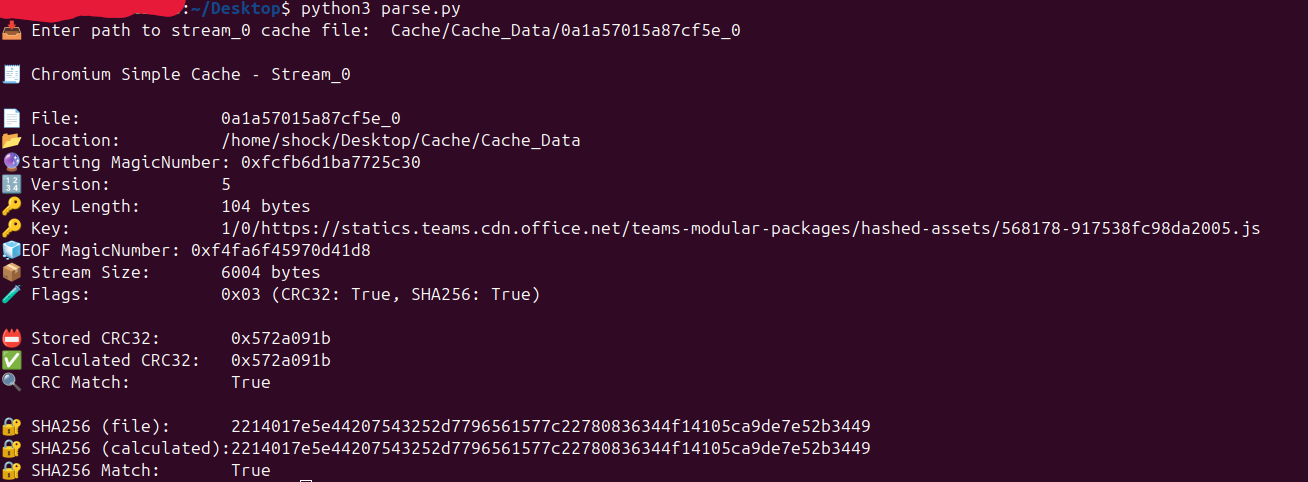 :~/Desktop$ python3 parse.py
Enter path to stream_0 cache file: Cache/Cache_Data/0a1a57015a87cf5e_0
Chromium Simple Cache - Stream_0
File: 0a1a57015a87cf5e_0
Location: /home/shock/Desktop/Cache/Cache_Data
Starting MagicNumber: 0xfcfb6d1ba7725c30
Version: 5
Key Length: 104 bytes
Key: 1/0/https://statics.teams.cdn.office.net/teams-modular-packages/hashed-assets/568178-917538fc98da2005.js
EOF MagicNumber: 0xf4fa6f45970d41d8
Stream Size: 6004 bytes
Flags: 0x03 (CRC32: True, SHA256: True)
Stored CRC32: 0x572a091b
Calculated CRC32: 0x572a091b
CRC Match: True
SHA256 (file): 2214017e5e44207543252d7796561577c22780836344f14105ca9de7e52b3449
SHA256 (calculated):2214017e5e44207543252d7796561577c22780836344f14105ca9de7e52b3449
SHA256 Match: True